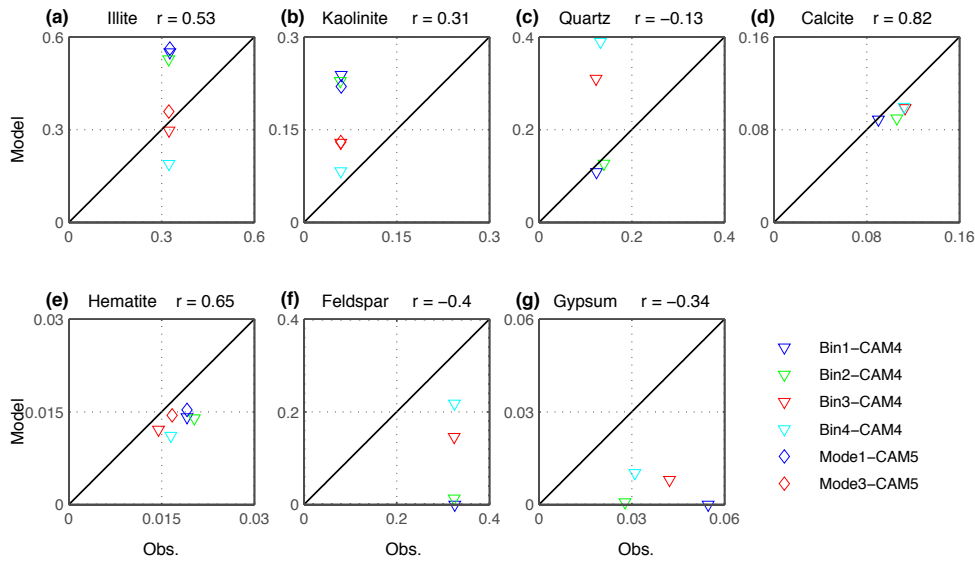 (a) Illite r = 0.53
(b) Kaolinite r = 0.31
(c) Quartz r = −0.13
(d) Calcite r = 0.82
Model
0.6
0.3
0
0 0.3 0.6
0.3
0.15
0
0 0.15 0.3
0.4
0.2
0
0 0.2 0.4
0.16
0.08
0
0 0.08 0.16
(e) Hematite r = 0.65
(f) Feldspar r = −0.4
(g) Gypsum r = −0.34
Model
0.03
0.015
0
0 0.015 0.03
Obs.
0.4
0.2
0
0 0.2 0.4
0.06
0.03
0
0 0.03 0.06
Obs.
Bin1−CAM4
Bin2−CAM4
Bin3−CAM4
Bin4−CAM4
Mode1−CAM5
Mode3−CAM5